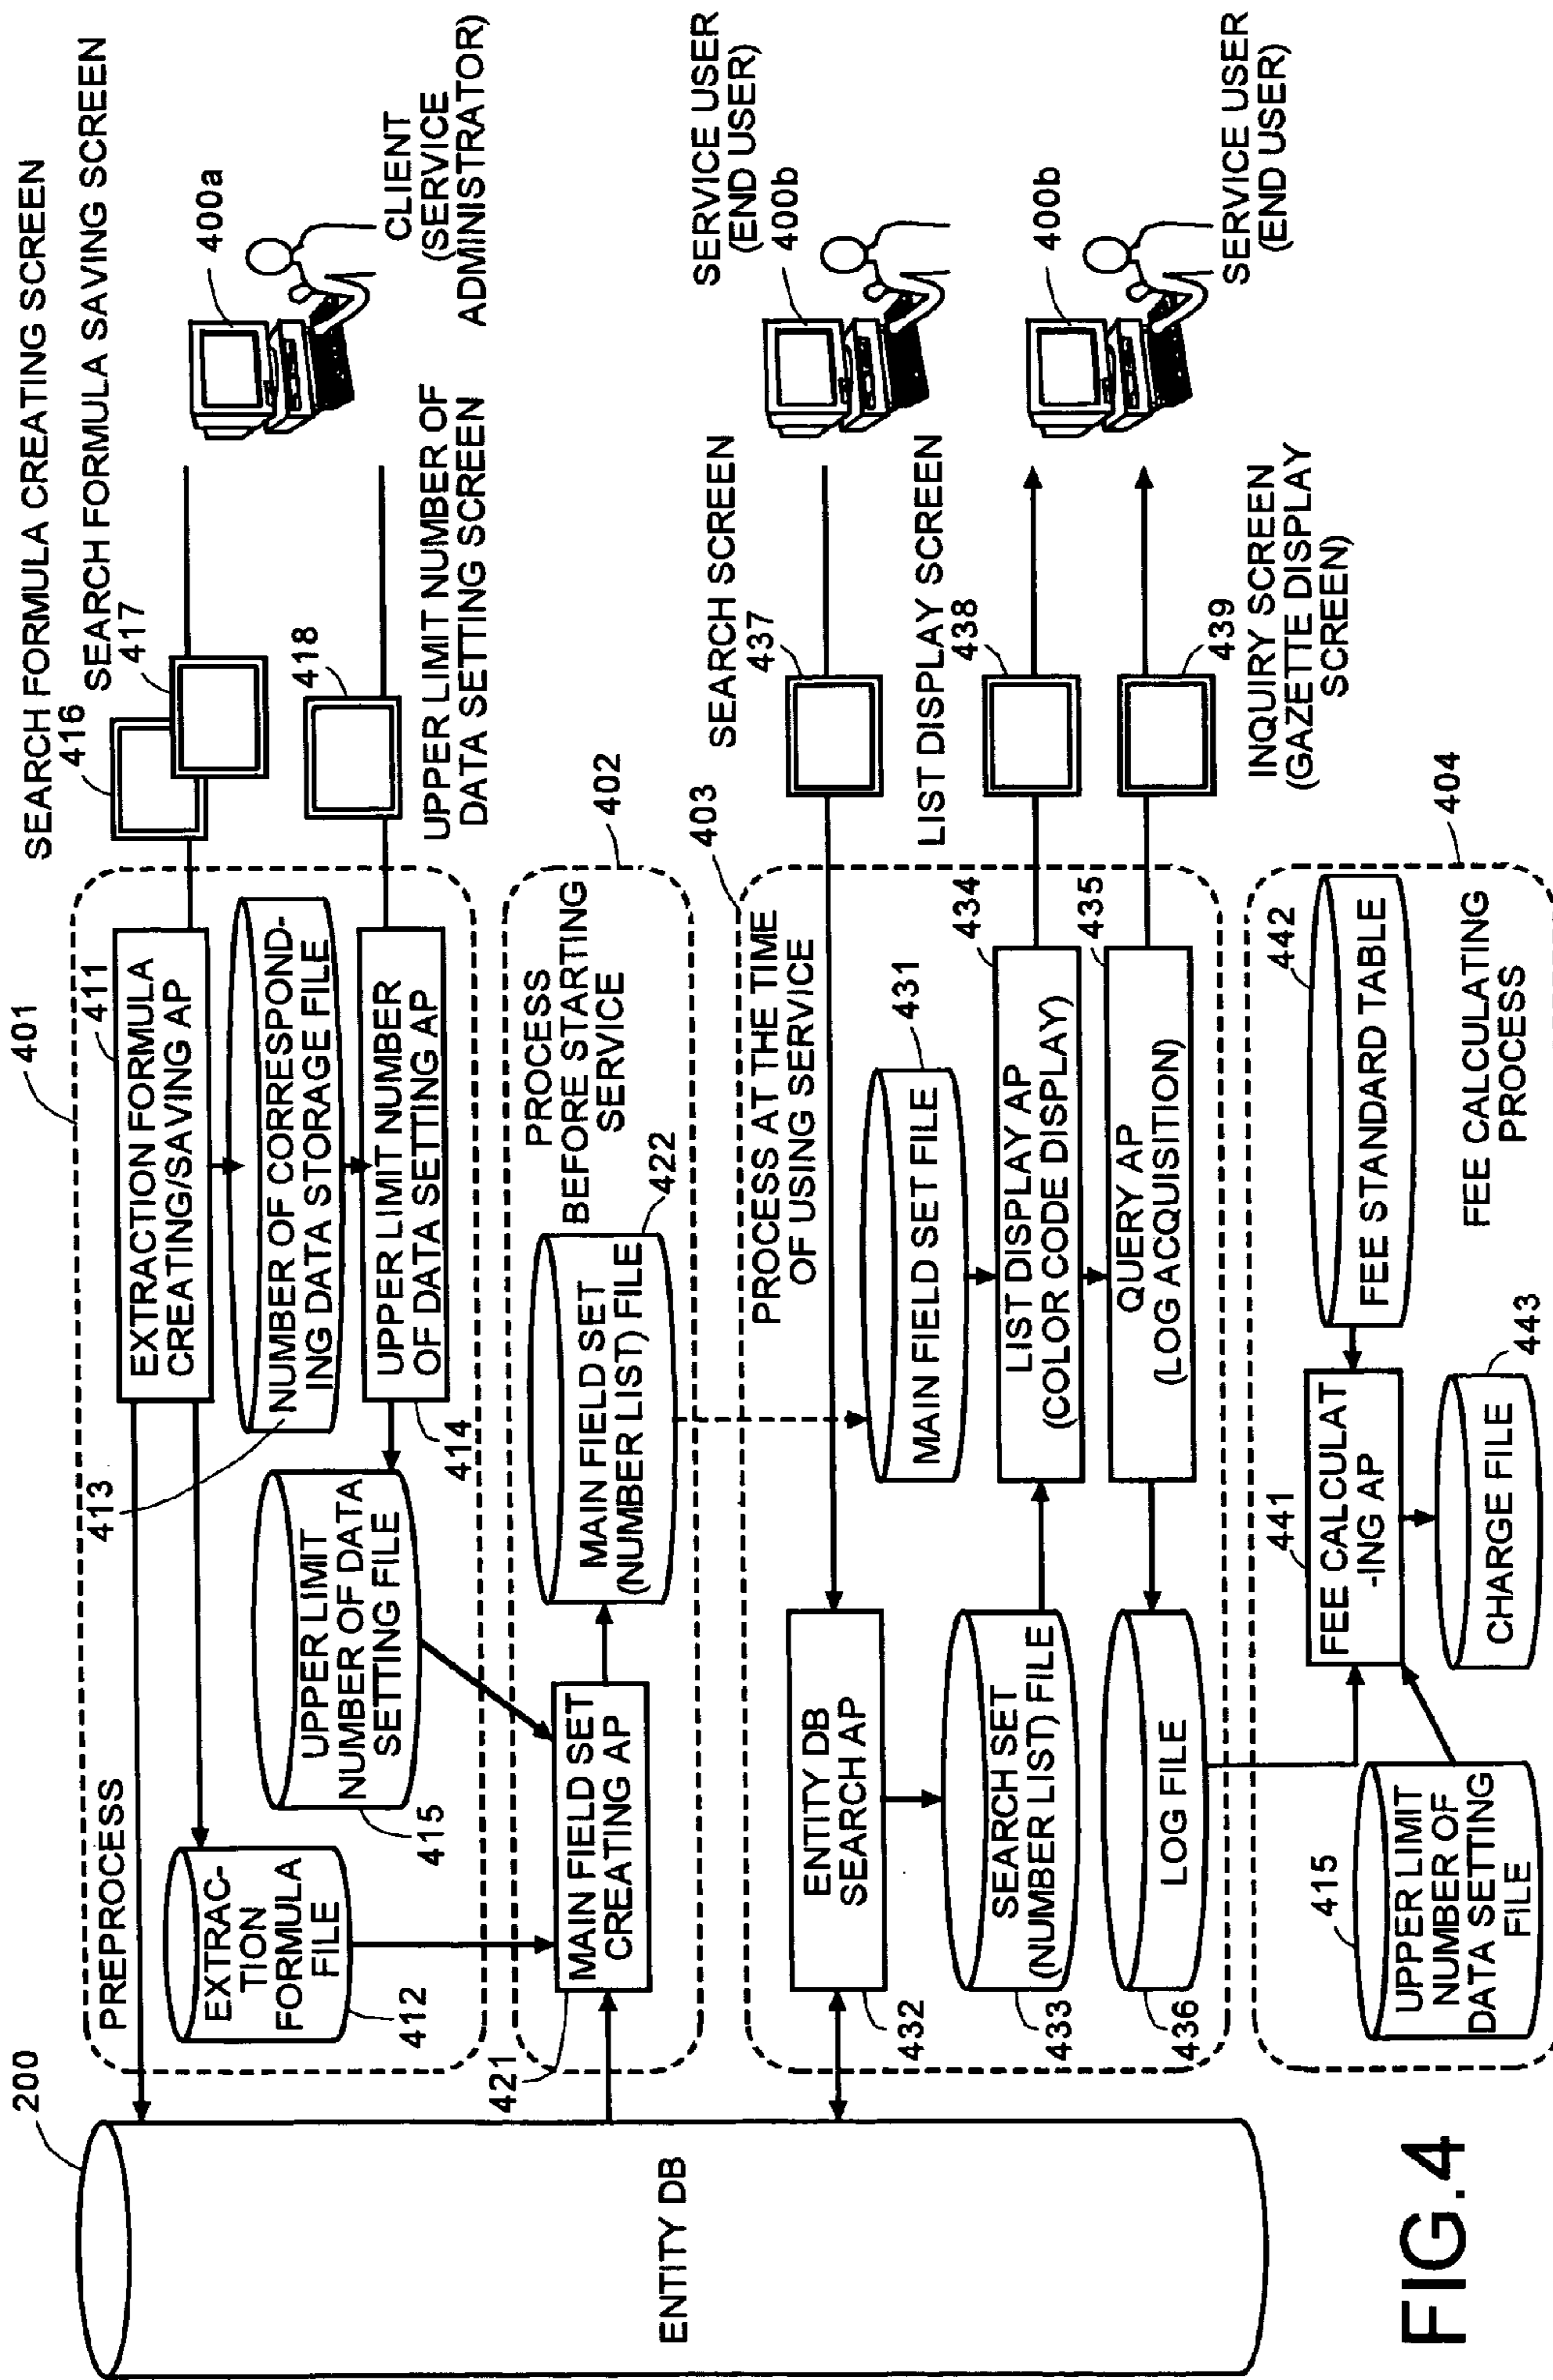 200
ENTITY DB
401
PREPROCESS
411
EXTRACTION FORMULA
CREATING/SAVING AP
EXTRAC-
TION
FORMULA
FILE
412
413
NUMBER OF CORRESPOND-
ING DATA STORAGE FILE
UPPER LIMIT NUMBER
OF DATA SETTING AP
414
UPPER LIMIT
NUMBER OF DATA
SETTING FILE
415
SEARCH FORMULA CREATING SCREEN
416
SEARCH FORMULA SAVING SCREEN
417
418
UPPER LIMIT NUMBER OF
DATA SETTING SCREEN
400a
CLIENT
(SERVICE
ADMINISTRATOR)
402
PROCESS
BEFORE STARTING
SERVICE
421
MAIN FIELD SET
CREATING AP
422
MAIN FIELD SET
(NUMBER LIST) FILE
403
PROCESS AT THE TIME
OF USING SERVICE
431
MAIN FIELD SET FILE
ENTITY DB
SEARCH AP
432
SEARCH SET
(NUMBER LIST) FILE
433
434
LIST DISPLAY AP
(COLOR CODE DISPLAY)
435
QUERY AP
(LOG ACQUISITION)
LOG FILE
436
SEARCH SCREEN
437
LIST DISPLAY SCREEN
438
439
INQUIRY SCREEN
(GAZETTE DISPLAY
SCREEN)
SERVICE USER
(END USER)
400b
400b
SERVICE USER
(END USER)
404
FEE CALCULATING
PROCESS
442
FEE STANDARD TABLE
441
FEE CALCULAT
-ING AP
443
CHARGE FILE
415
UPPER LIMIT
NUMBER OF
DATA SETTING
FILE
FIG.4